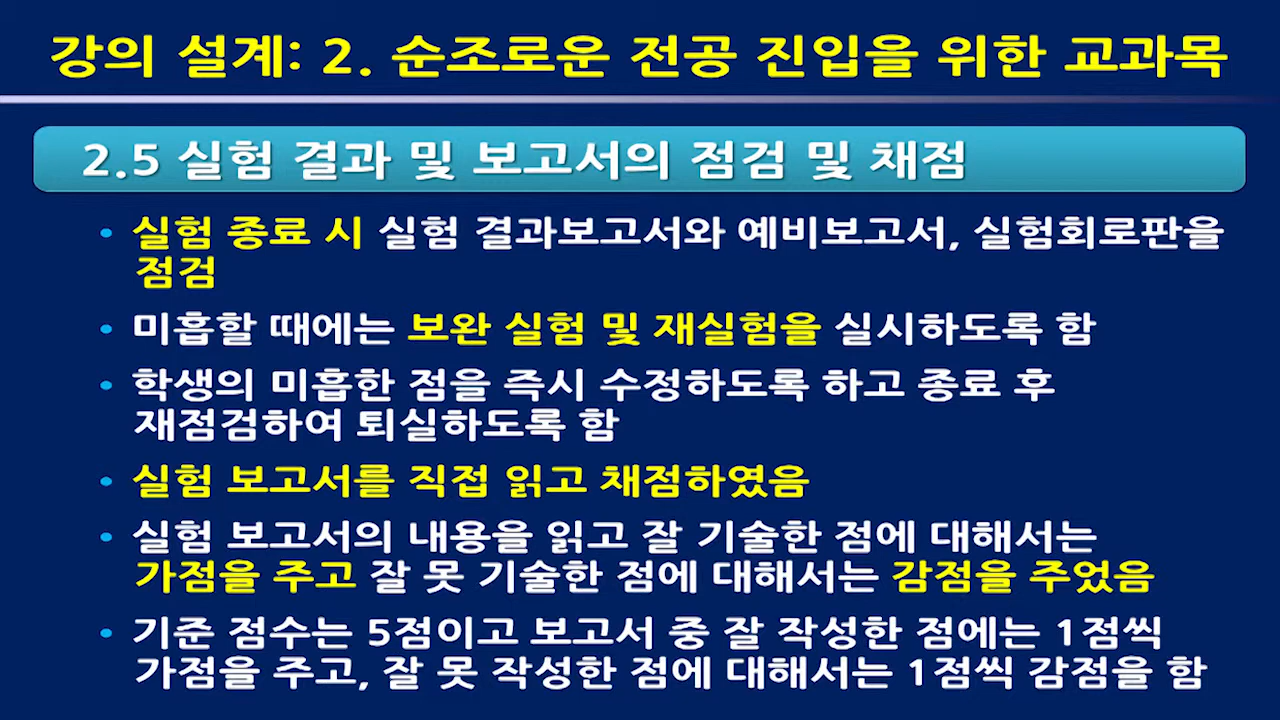 강의 설계: 2. 순조로운 전공 진입을 위한 교과목
2.5 실험 결과 및 보고서의 점검 및 채점
• 실험 종료 시 실험 결과보고서와 예비보고서, 실험회로판을
점검
• 미흡할 때에는 보완 실험 및 재실험을 실시하도록 함
• 학생의 미흡한 점을 즉시 수정하도록 하고 종료 후
재점검하여 퇴실하도록 함
• 실험 보고서를 직접 읽고 채점하였음
• 실험 보고서의 내용을 읽고 잘 기술한 점에 대해서는
가점을 주고 잘 못 기술한 점에 대해서는 감점을 주었음
• 기준 점수는 5점이고 보고서 중 잘 작성한 점에는 1점씩
가점을 주고, 잘 못 작성한 점에 대해서는 1점씩 감점을 함